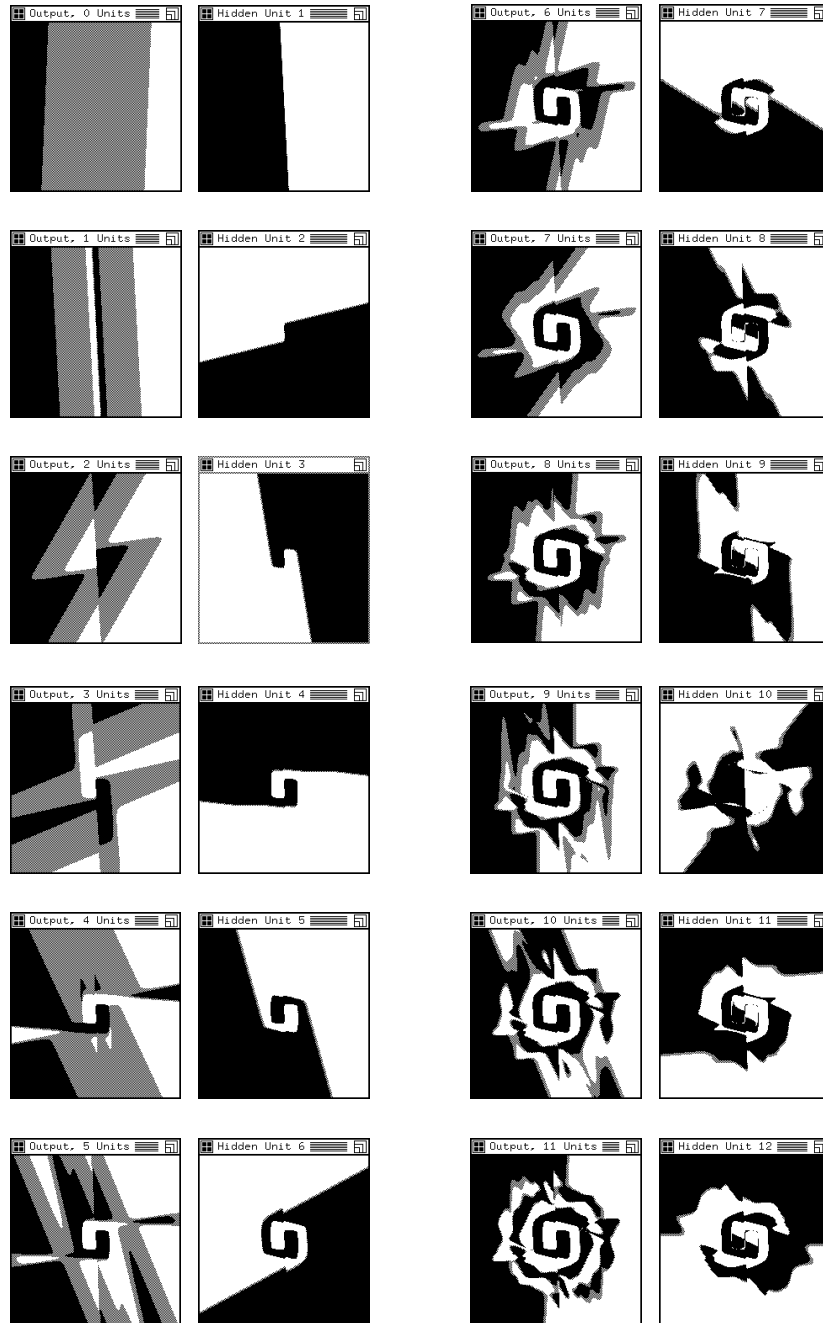 Output, 0 Units
Hidden Unit 1
Output, 6 Units
Hidden Unit 7
Output, 1 Units
Hidden Unit 2
Output, 7 Units
Hidden Unit 8
Output, 2 Units
Hidden Unit 3
Output, 8 Units
Hidden Unit 9
Output, 3 Units
Hidden Unit 4
Output, 9 Units
Hidden Unit 10
Output, 4 Units
Hidden Unit 5
Output, 10 Units
Hidden Unit 11
Output, 5 Units
Hidden Unit 6
Output, 11 Units
Hidden Unit 12